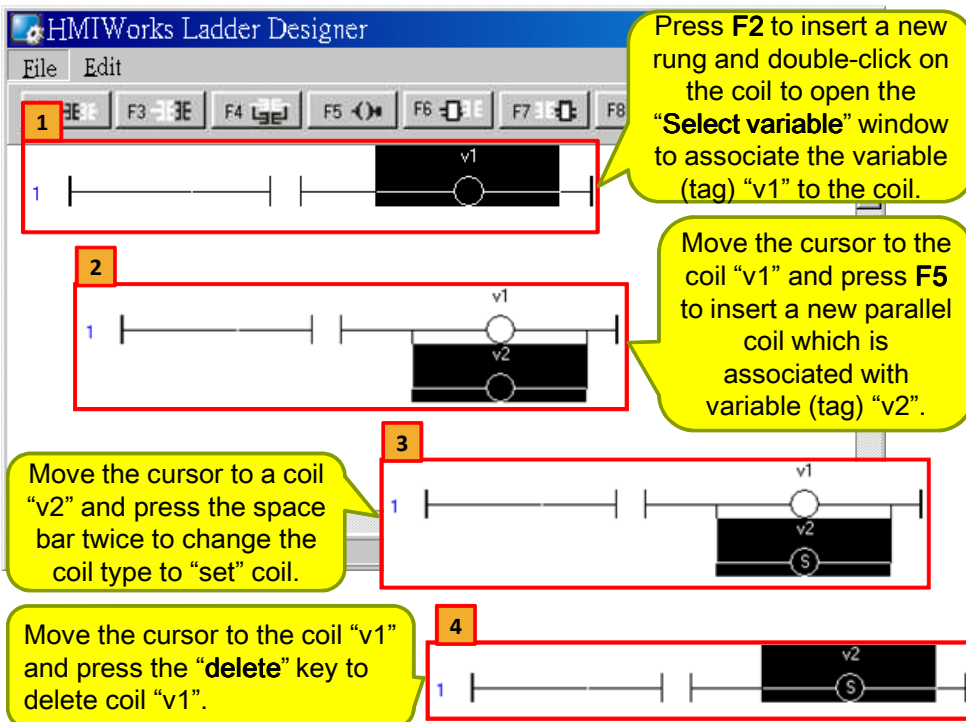 HMIWorks Ladder Designer
File Edit
F3 F4 F5 F6 F7 F8
1
Press F2 to insert a new
rung and double-click on
the coil to open the
“Select variable” window
to associate the variable
(tag) “v1” to the coil.
v1
1
2
Move the cursor to the
coil “v1” and press F5
to insert a new parallel
coil which is
associated with
variable (tag) “v2”.
v1
1
v2
3
Move the cursor to a coil
“v2” and press the space
bar twice to change the
coil type to “set” coil.
v1
1
v2
S
4
Move the cursor to the coil “v1”
and press the “delete” key to
delete coil “v1”.
v2
1
S